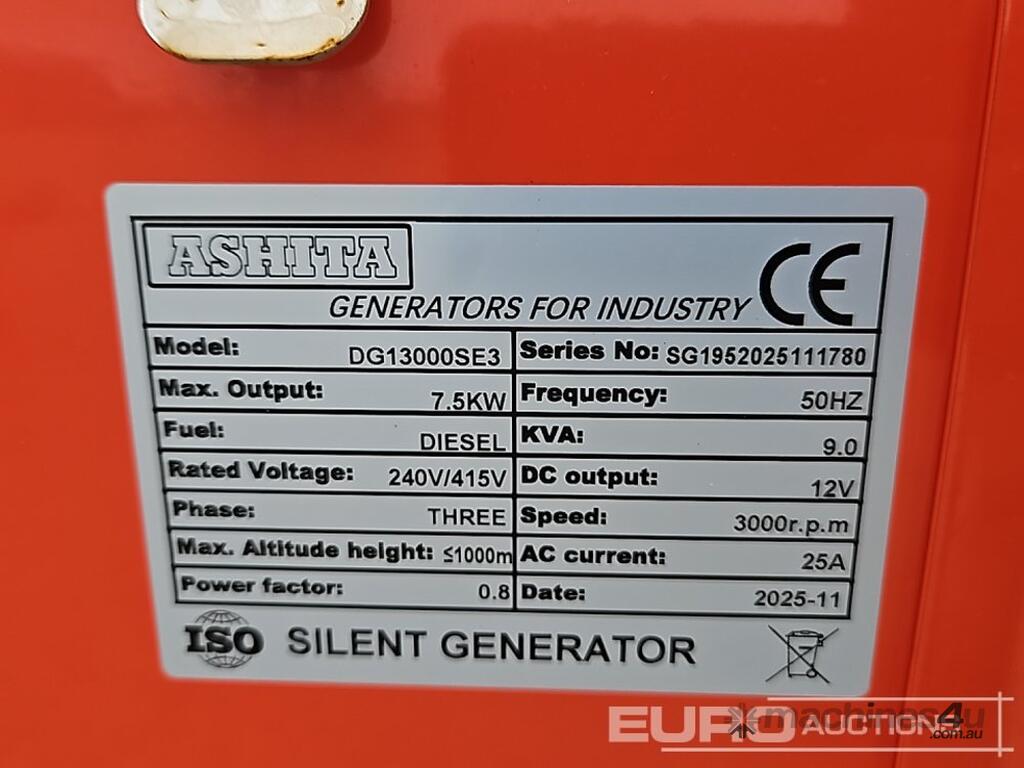 ASHITA
GENERATORS FOR INDUSTRY CE
Model: DG13000SE3 Series No: SG1952025111780
Max. Output: 7.5KW Frequency: 50HZ
Fuel: DIESEL KVA: 9.0
Rated Voltage: 240V/415V DC output: 12V
Phase: THREE Speed: 3000r.p.m
Max. Altitude height: ≤1000m AC current: 25A
Power factor: 0.8 Date: 2025-11
ISO SILENT GENERATOR
machines4u
.com.au
EURO AUCTIONS